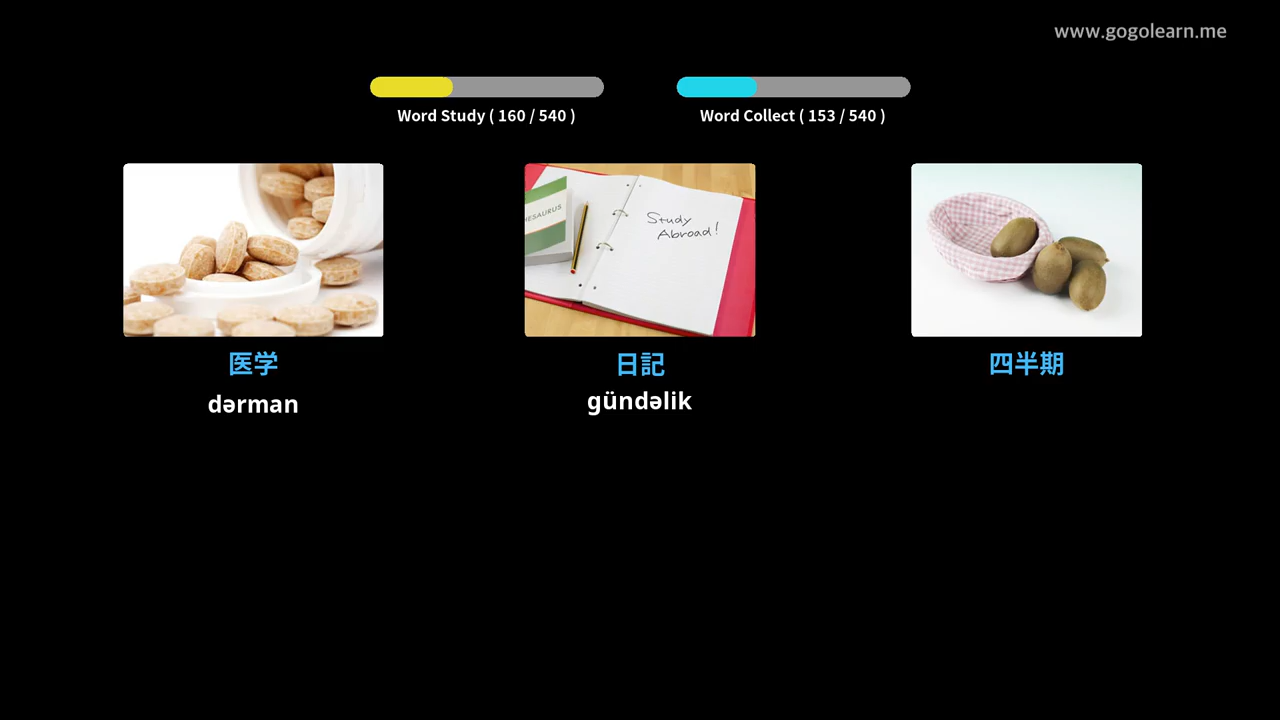 www.gogolearn.me
Word Study ( 160 / 540 )
Word Collect ( 153 / 540 )
HESAURUS
Study
Abroad!
医学
日記
四半期
dərman
gündəlik